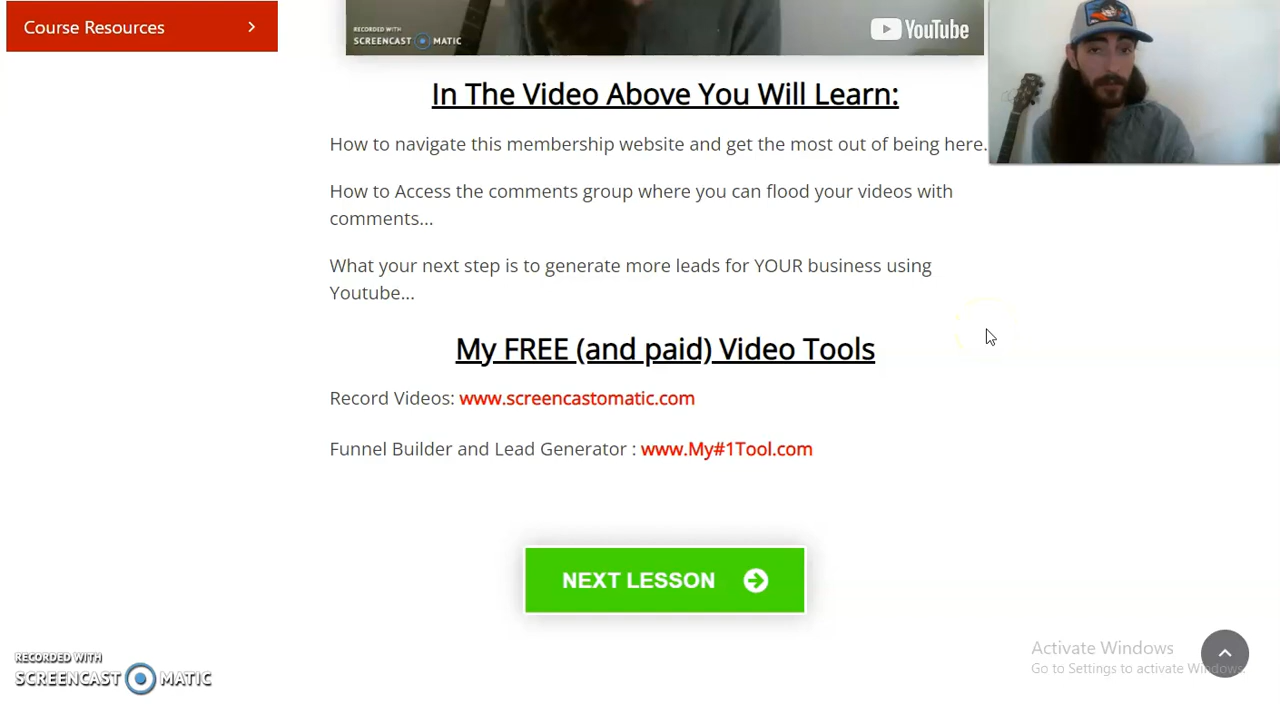 Course Resources
RECORDED WITH
SCREENCAST MATIC
YouTube
In The Video Above You Will Learn:
How to navigate this membership website and get the most out of being here.
How to Access the comments group where you can flood your videos with
comments...
What your next step is to generate more leads for YOUR business using
Youtube...
My FREE (and paid) Video Tools
Record Videos: www.screencastomatic.com
Funnel Builder and Lead Generator : www.My#1Tool.com
NEXT LESSON
Activate Windows
Go to Settings to activate Windows.
RECORDED WITH
SCREENCAST MATIC